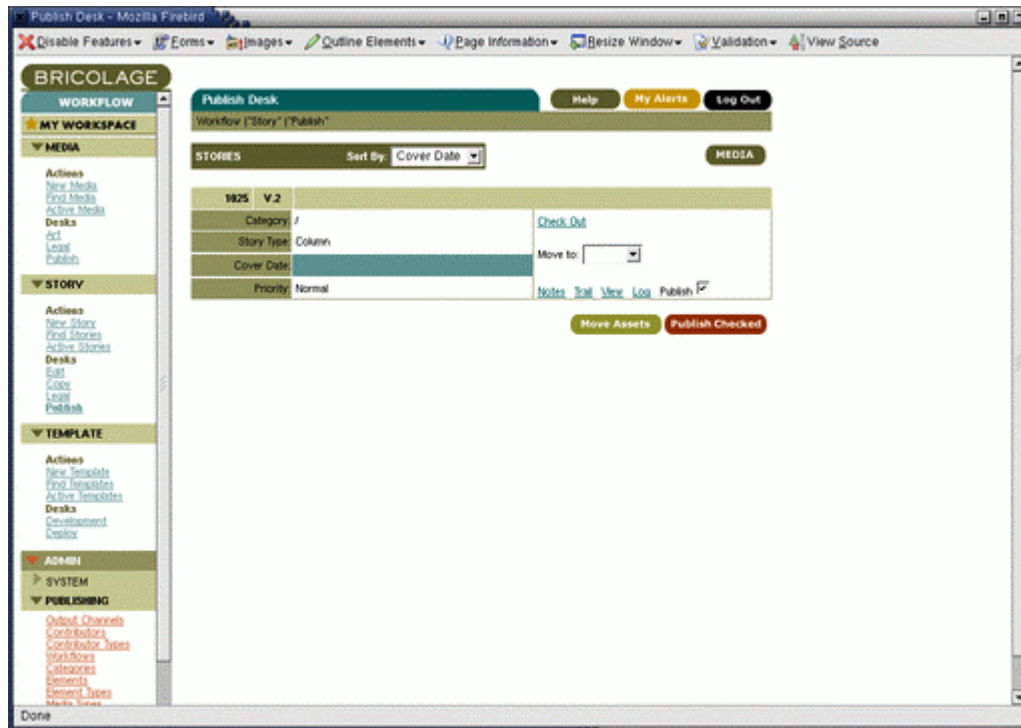 Publish Desk - Mozilla Firebird
Disable Features Forms Images Outline Elements Page Information Resize Window Validation View Source
BRICOLAGE
WORKFLOW
MY WORKSPACE
MEDIA
Actions
New Media
Find Media
Active Media
Desks
Art
Legal
Publish
STORY
Actions
New Story
Find Stories
Active Stories
Desks
Edit
Copy
Legal
Publish
TEMPLATE
Actions
New Template
Find Templates
Active Templates
Desks
Development
Deploy
ADMIN
SYSTEM
PUBLISHING
Output Channels
Contributors
Contributor Types
Workflows
Categories
Elements
Element Types
Media Types
Publish Desk Help My Alerts Log Out
Workflow ("Story" ("Publish"
STORIES Sort By: Cover Date MEDIA
1025 V.2
Category: / Check Out
Story Type: Column
Move to:
Cover Date:
Priority: Normal Notes Trail View Log Publish
Move Assets Publish Checked
Done